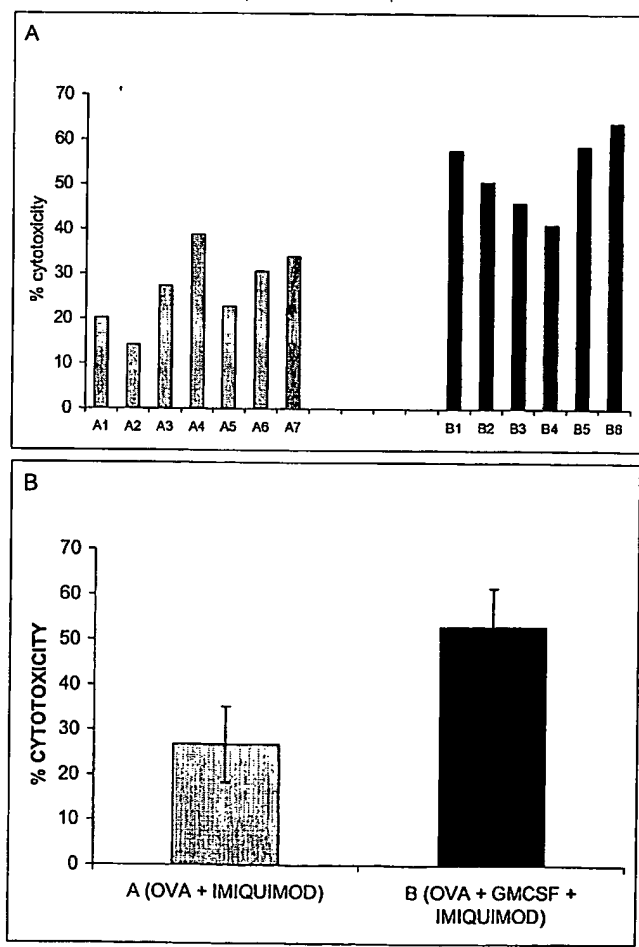 A
70
60
50
40
30
20
10
0
% cytotoxicity
A1 A2 A3 A4 A5 A6 A7 B1 B2 B3 B4 B5 B6
B
70
60
50
40
30
20
10
0
% CYTOTOXICITY
A (OVA + IMIQUIMOD) B (OVA + GMCSF +
IMIQUIMOD)